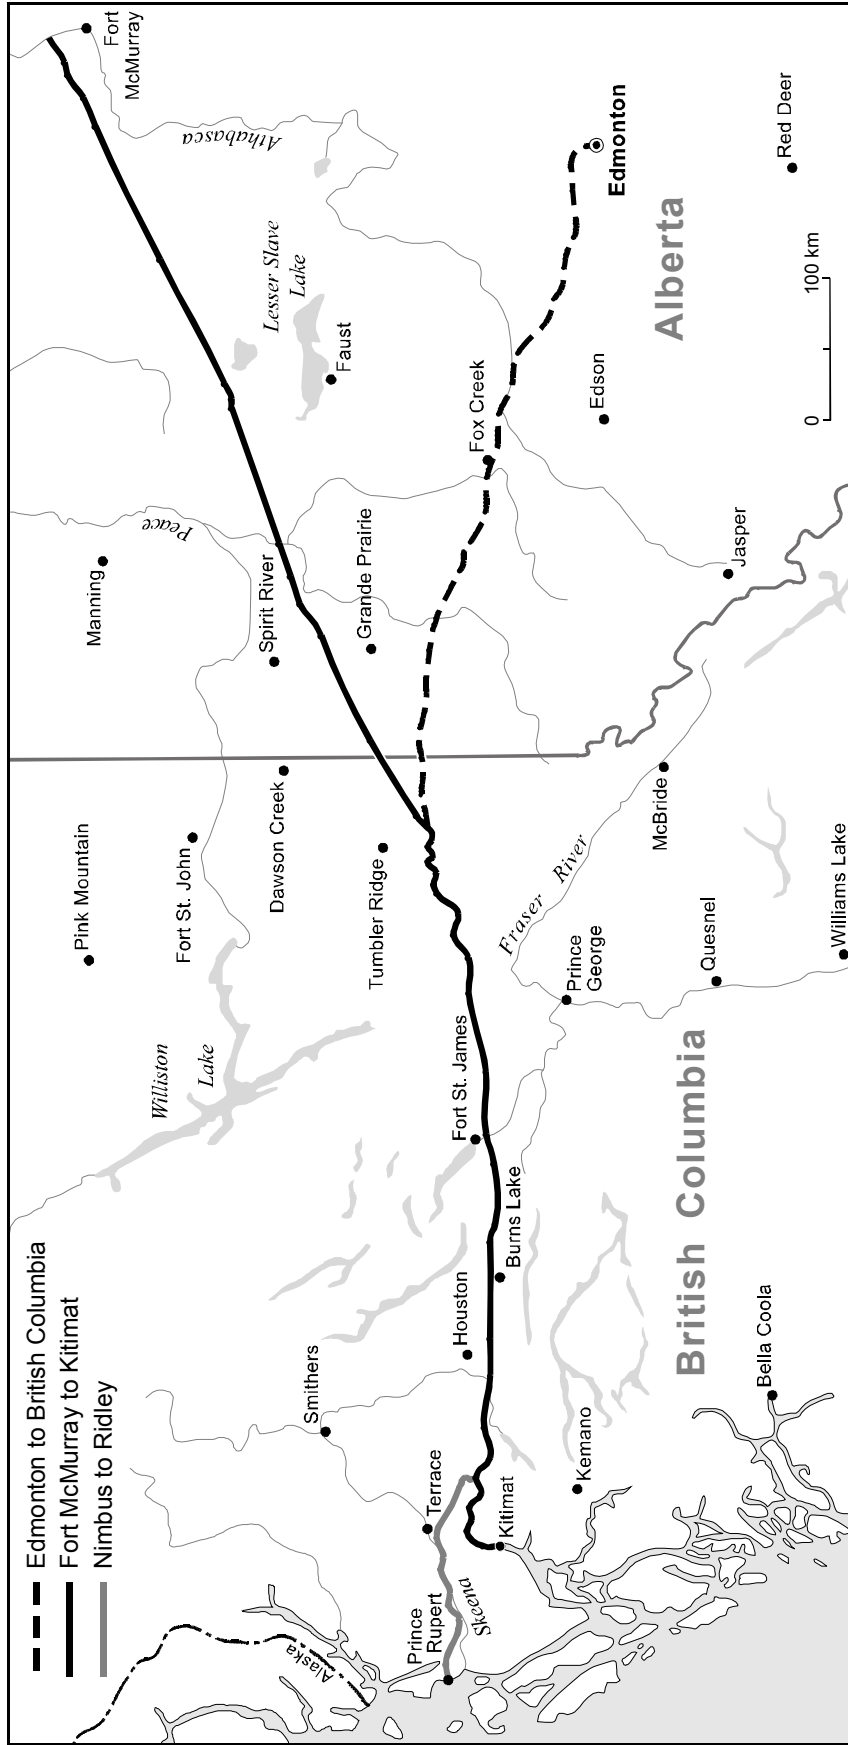 Edmonton to British Columbia
Fort McMurray to Kitimat
Nimbus to Ridley
Alaska
Prince
Rupert
Skeena
Terrace
Smithers
Kitimat
Kemano
Houston
Burns Lake
Bella Coola
British Columbia
Fort St. James
Williston
Lake
Pink Mountain
Fort St. John
Dawson Creek
Tumbler Ridge
Prince
George
Fraser River
Quesnel
Williams Lake
McBride
Manning
Peace
Spirit River
Grande Prairie
Jasper
Fox Creek
Edson
Faust
Lesser Slave
Lake
Athabasca
Fort
McMurray
Edmonton
Alberta
Red Deer
0
100 km